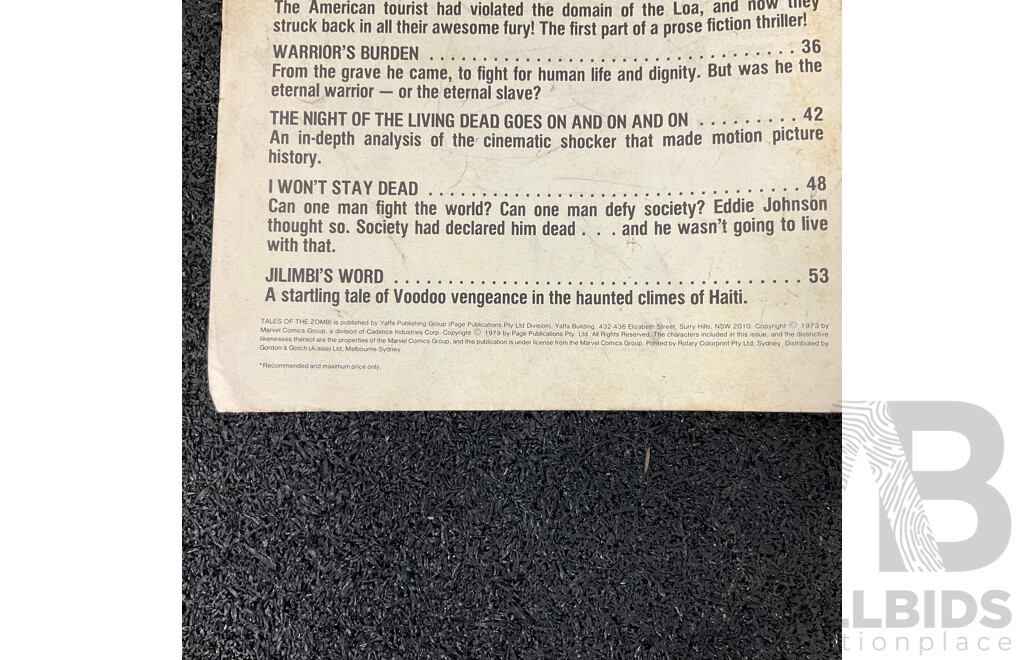 The American tourist had violated the domain of the Loa, and now they
struck back in all their awesome fury! The first part of a prose fiction thriller!
WARRIOR'S BURDEN . . . . . . . . . . . . . . . . . . . . . . . . . . . . . . . . . . . 36
From the grave he came, to fight for human life and dignity. But was he the
eternal warrior — or the eternal slave?
THE NIGHT OF THE LIVING DEAD GOES ON AND ON AND ON . . . . . . . . . 42
An in-depth analysis of the cinematic shocker that made motion picture
history.
I WON'T STAY DEAD . . . . . . . . . . . . . . . . . . . . . . . . . . . . . . . . . . . 48
Can one man fight the world? Can one man defy society? Eddie Johnson
thought so. Society had declared him dead . . . and he wasn't going to live
with that.
JILIMBI'S WORD . . . . . . . . . . . . . . . . . . . . . . . . . . . . . . . . . . . . . . 53
A startling tale of Voodoo vengeance in the haunted climes of Haiti.
TALES OF THE ZOMBI is published by Yaffa Publishing Group (Page Publications Pty Ltd Division), Yaffa Building, 432-436 Elizabeth Street, Surry Hills, NSW 2010. Copyright © 1973 by
Marvel Comics Group, a division of Cadence Industries Corp. Copyright © 1979 by Page Publications Pty. Ltd. All Rights Reserved. The characters included in this issue, and the distinctive
likenesses thereof are the properties of the Marvel Comics Group, and this publication is under license from the Marvel Comics Group. Printed by Rotary Colorprint Pty Ltd, Sydney. Distributed by
Gordon & Gotch (A'asia) Ltd, Melbourne-Sydney.
*Recommended and maximum price only.
B
LLBIDS
tionplace